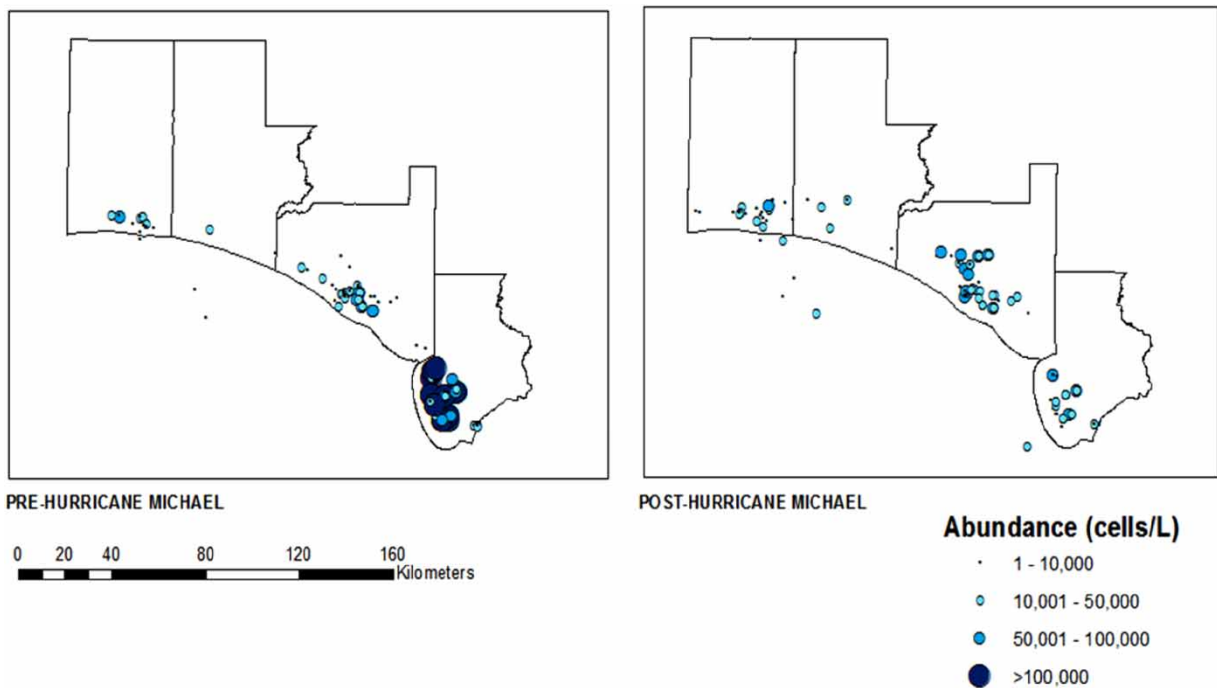 PRE-HURRICANE MICHAEL
POST-HURRICANE MICHAEL
0 20 40 80 120 160
Kilometers
Abundance (cells/L)
1 - 10,000
10,001 - 50,000
50,001 - 100,000
>100,000